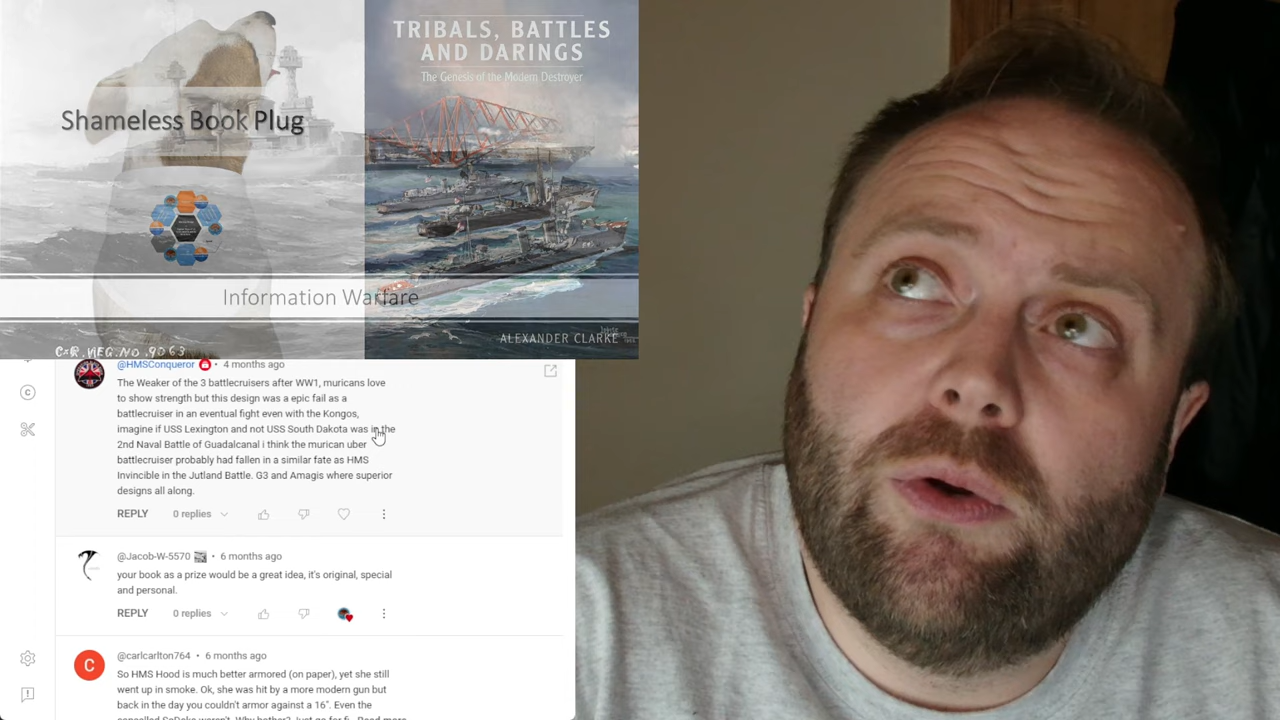 TRIBALS, BATTLES
AND DARINGS
The Genesis of the Modern Destroyer
Shameless Book Plug
Information Warfare
ALEXANDER CLARKE
C&R.NEG.NO.9063
@HMSConqueror • 4 months ago
The Weaker of the 3 battlecruisers after WW1, muricans love
to show strength but this design was a epic fail as a
battlecruiser in an eventual fight even with the Kongos,
imagine if USS Lexington and not USS South Dakota was in the
2nd Naval Battle of Guadalcanal i think the murican uber
battlecruiser probably had fallen in a similar fate as HMS
Invincible in the Jutland Battle. G3 and Amagis where superior
designs all along.
REPLY 0 replies
@Jacob-W-5570 • 6 months ago
your book as a prize would be a great idea, it's original, special
and personal.
REPLY 0 replies
C
@carlcarlton764 • 6 months ago
So HMS Hood is much better armored (on paper), yet she still
went up in smoke. Ok, she was hit by a more modern gun but
back in the day you couldn't armor against a 16". Even the